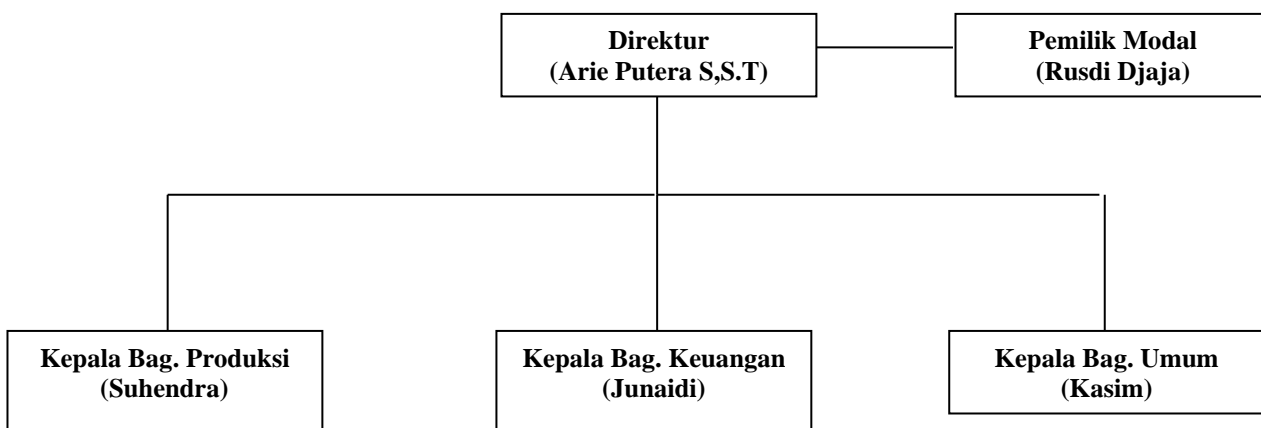 Direktur
(Arie Putera S,S.T)
Pemilik Modal
(Rusdi Djaja)
Kepala Bag. Produksi
(Suhendra)
Kepala Bag. Keuangan
(Junaidi)
Kepala Bag. Umum
(Kasim)